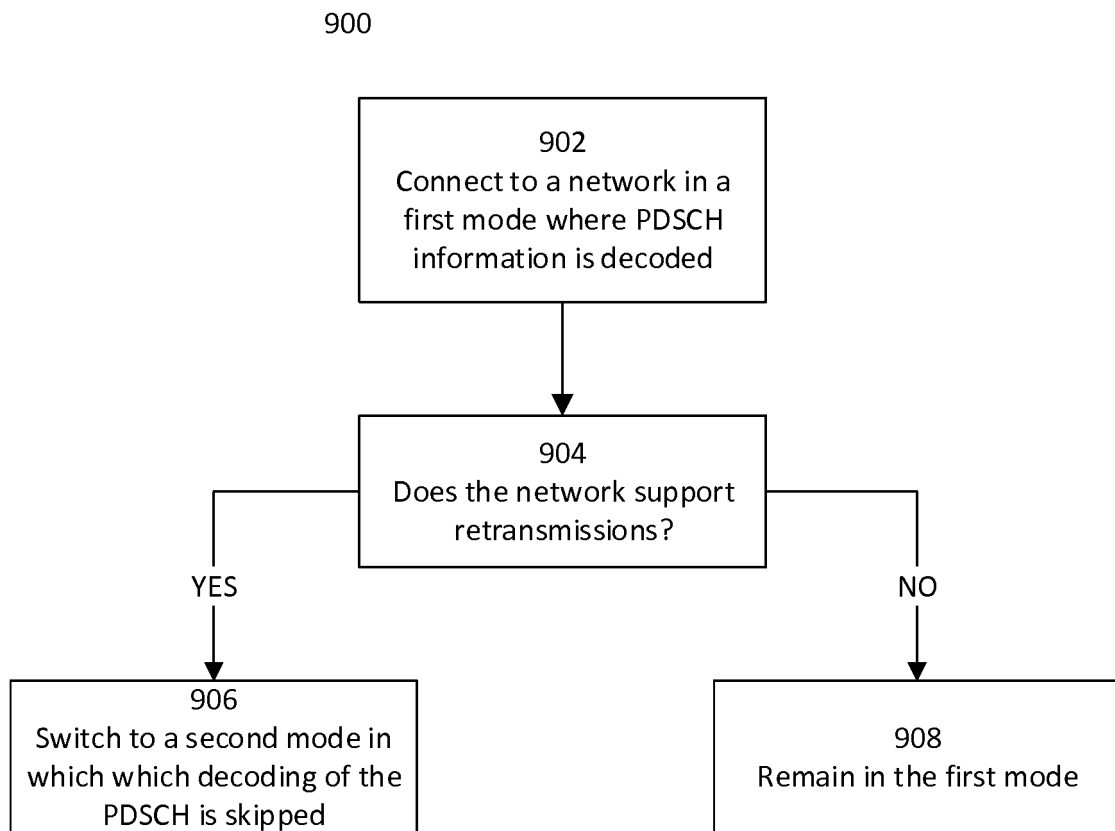 900
902
Connect to a network in a
first mode where PDSCH
information is decoded
904
Does the network support
retransmissions?
YES
NO
906
Switch to a second mode in
which which decoding of the
PDSCH is skipped
908
Remain in the first mode